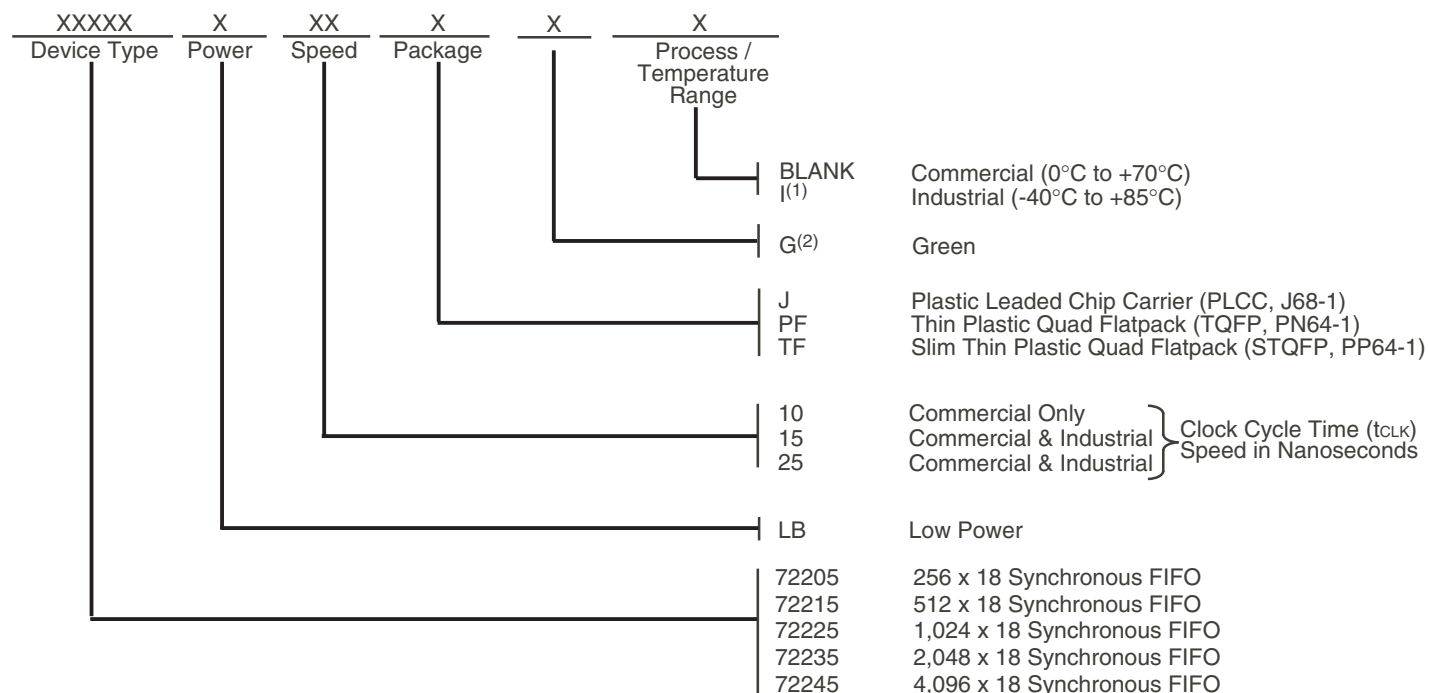 XXXXX X XX X X X
Device Type Power Speed Package Process /
Temperature
Range
BLANK Commercial (0°C to +70°C)
I(1) Industrial (-40°C to +85°C)
G(2) Green
J Plastic Leaded Chip Carrier (PLCC, J68-1)
PF Thin Plastic Quad Flatpack (TQFP, PN64-1)
TF Slim Thin Plastic Quad Flatpack (STQFP, PP64-1)
10 Commercial Only
15 Commercial & Industrial Clock Cycle Time (tCLK)
25 Commercial & Industrial Speed in Nanoseconds
LB Low Power
72205 256 x 18 Synchronous FIFO
72215 512 x 18 Synchronous FIFO
72225 1,024 x 18 Synchronous FIFO
72235 2,048 x 18 Synchronous FIFO
72245 4,096 x 18 Synchronous FIFO